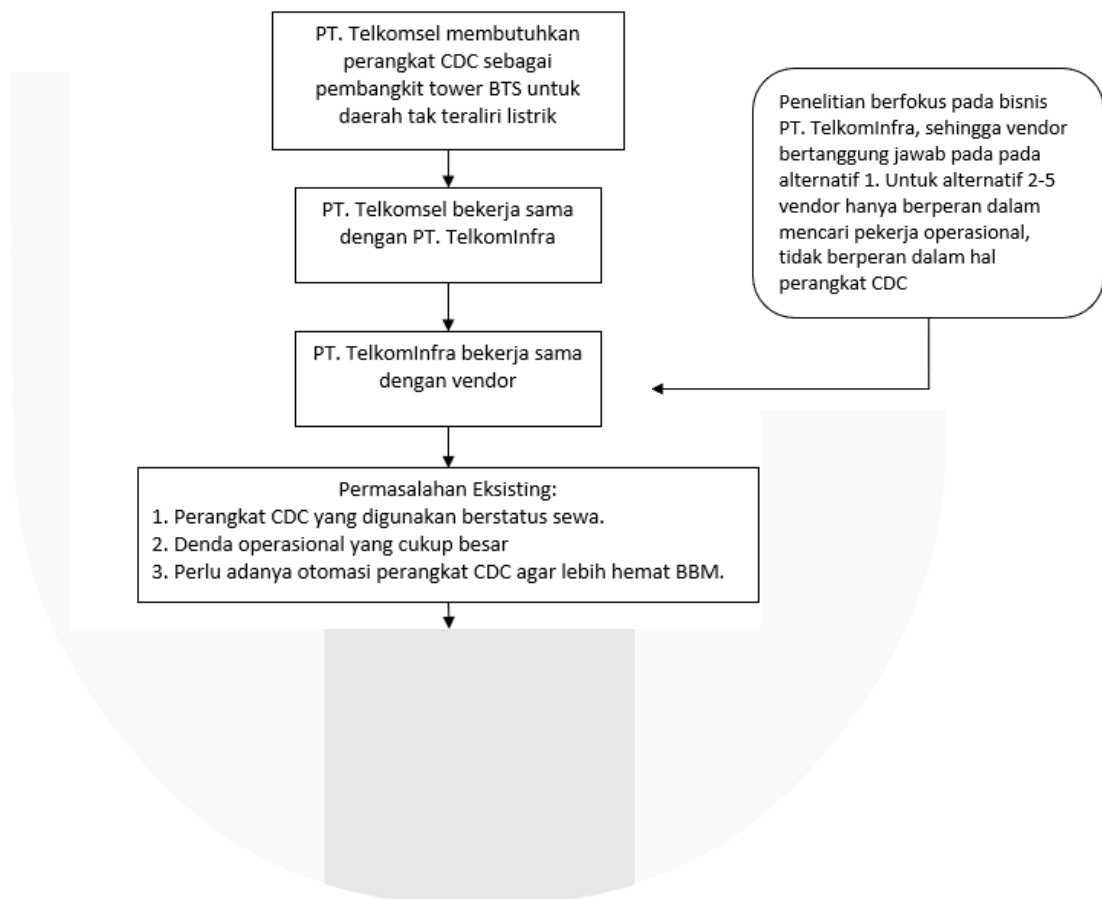 PT. Telkomsel membutuhkan
perangkat CDC sebagai
pembangkit tower BTS untuk
daerah tak teraliri listrik
Penelitian berfokus pada bisnis
PT. TelkomInfra, sehingga vendor
bertanggung jawab pada pada
alternatif 1. Untuk alternatif 2-5
vendor hanya berperan dalam
mencari pekerja operasional,
tidak berperan dalam hal
perangkat CDC
PT. Telkomsel bekerja sama
dengan PT. TelkomInfra
PT. TelkomInfra bekerja sama
dengan vendor
Permasalahan Eksisting:
1. Perangkat CDC yang digunakan berstatus sewa.
2. Denda operasional yang cukup besar
3. Perlu adanya otomasi perangkat CDC agar lebih hemat BBM.